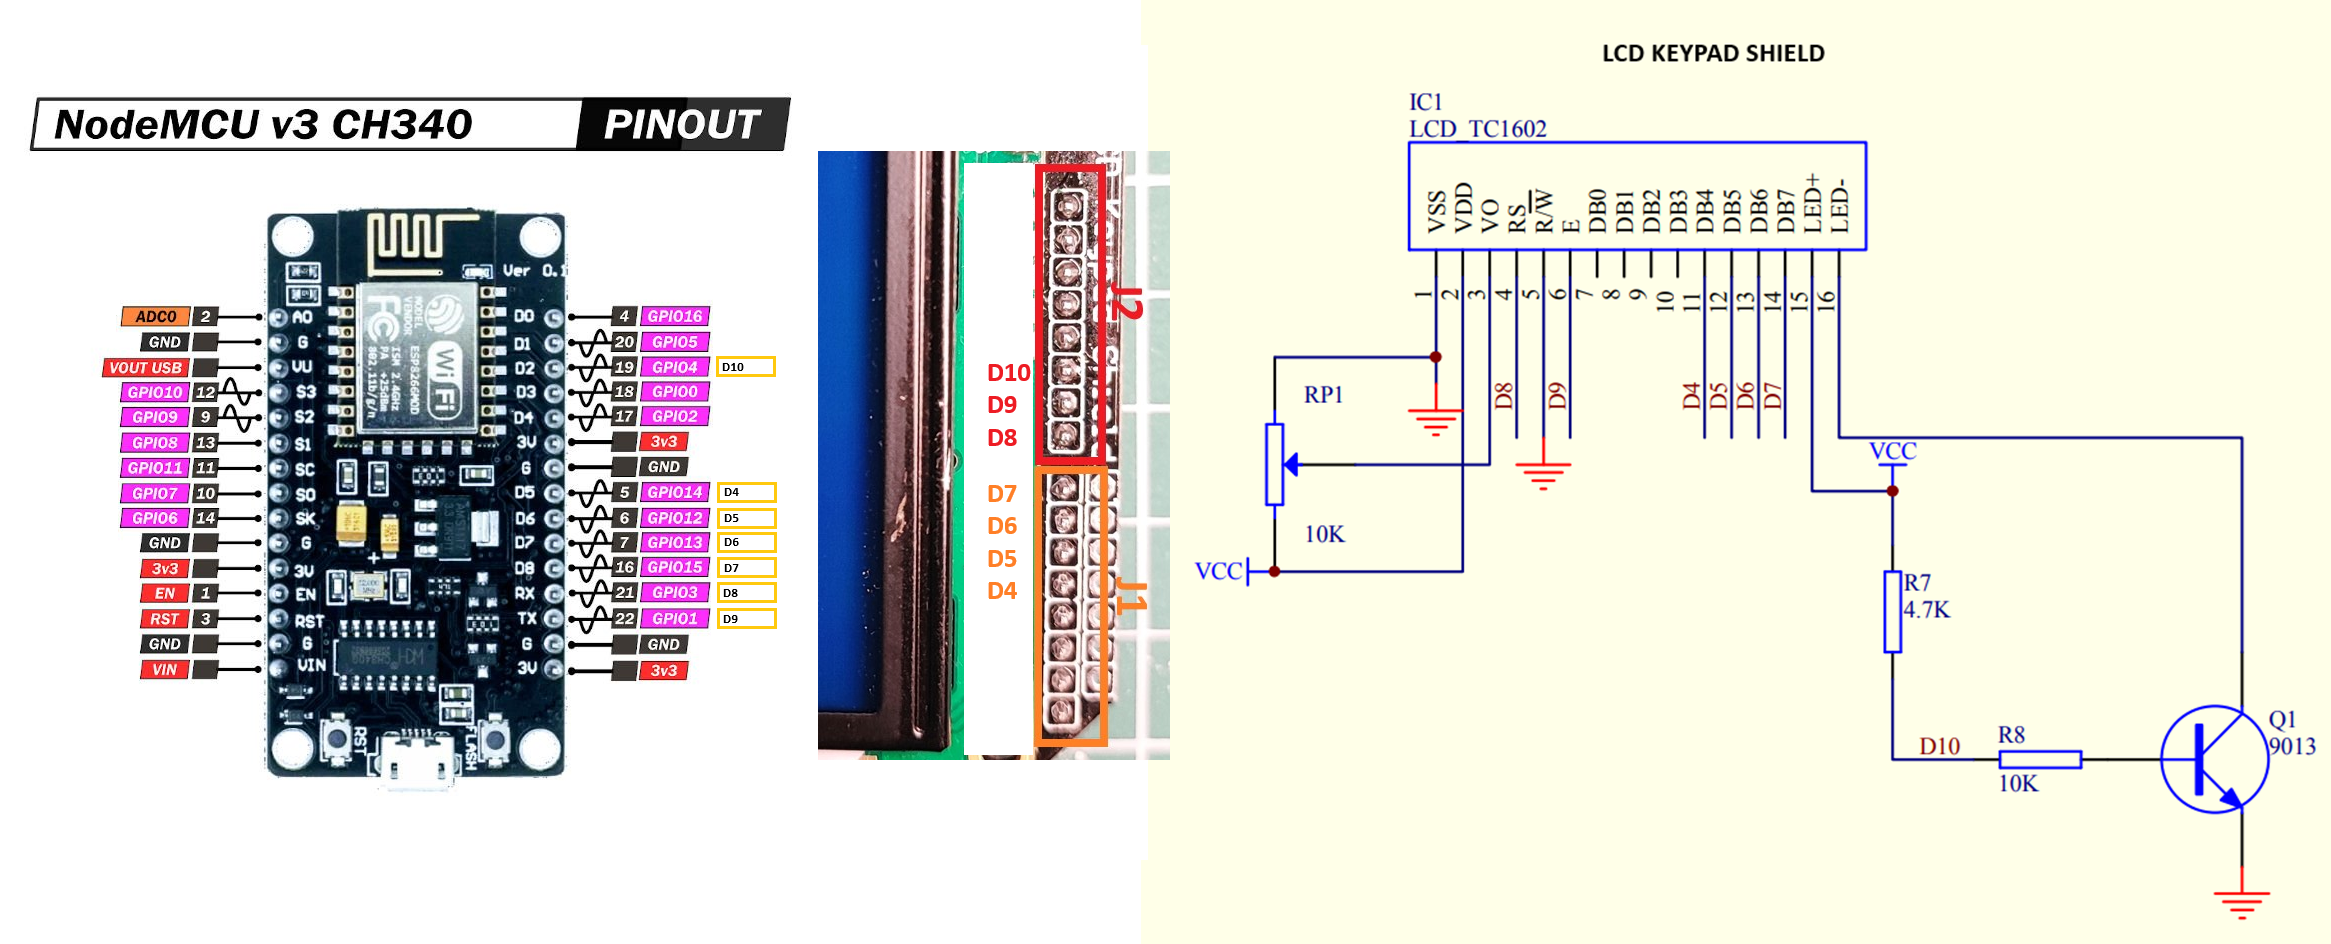 LCD KEYPAD SHIELD
NodeMCU v3 CH340 PINOUT
IC1
LCD TC1602
VSS
VDD
VO
RS
R/W
E
DB0
DB1
DB2
DB3
DB4
DB5
DB6
DB7
LED+
LED-
1
2
3
4
5
6
7
8
9
10
11
12
13
14
15
16
D8
D9
D4
D5
D6
D7
RP1
10K
VCC
VCC
R7
4.7K
D10
R8
10K
Q1
9013
Ver 0.1
ADC0 2 A0
GND G
VOUT USB VU
GPIO10 12 S3
GPIO9 9 S2
GPIO8 13 S1
GPIO11 11 SC
GPIO7 10 SO
GPIO6 14 SK
GND G
3v3 3V
EN 1 EN
RST 3 RST
GND G
VIN VIN
D0 4 GPIO16
D1 20 GPIO5
D2 19 GPIO4 D10
D3 18 GPIO0
D4 17 GPIO2
3V 3v3
G GND
D5 5 GPIO14 D4
D6 6 GPIO12 D5
D7 7 GPIO13 D6
D8 16 GPIO15 D7
RX 21 GPIO3 D8
TX 22 GPIO1 D9
G GND
3V 3v3
MODEL
VENDOR
ESP8266MOD
ISM 2.4GHz
PA +25dBm
802.11b/g/n
FC
WiFi
RST
FLASH
J2
D10
D9
D8
D7
D6
D5
D4
J1